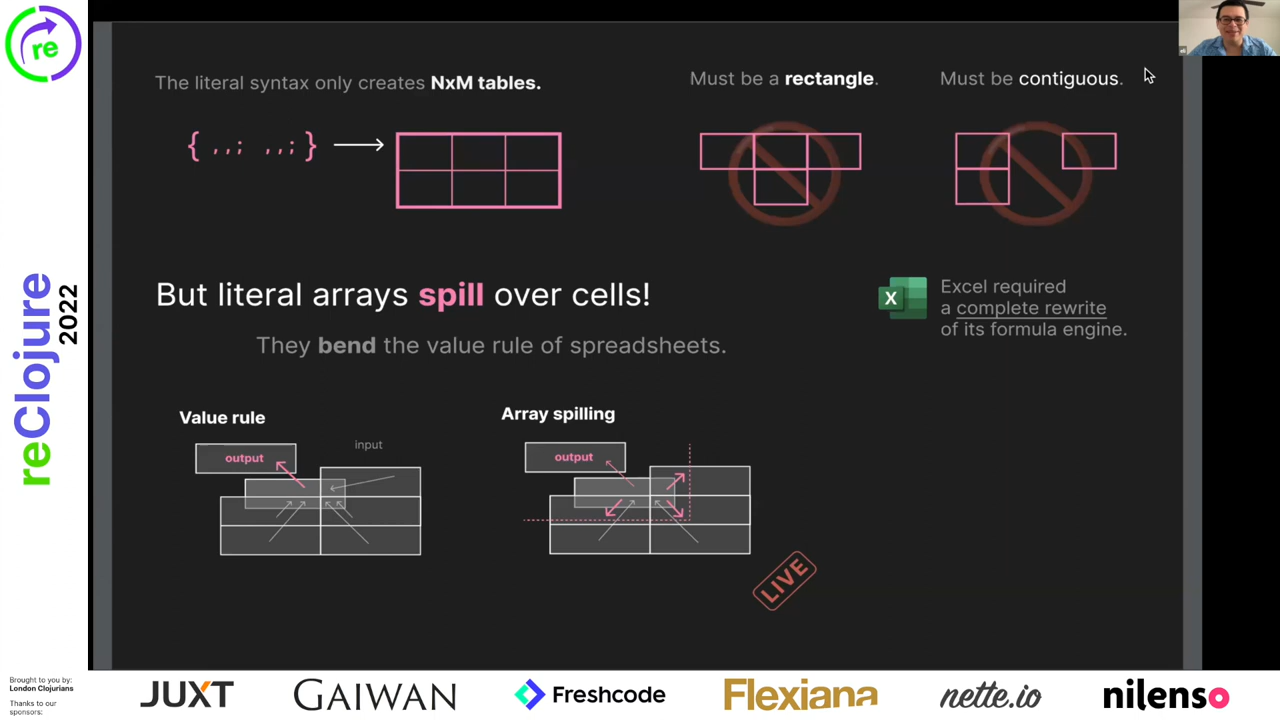 re
The literal syntax only creates NxM tables.
Must be a rectangle.
Must be contiguous.
{ ,,; ,,; }
But literal arrays spill over cells!
They bend the value rule of spreadsheets.
X
Excel required
a complete rewrite
of its formula engine.
Value rule
output
input
Array spilling
output
LIVE
reClojure
2022
Brought to you by:
London Clojurians
Thanks to our
sponsors:
JUXT
GAIWAN
Freshcode
Flexiana
nette.io
nilenso